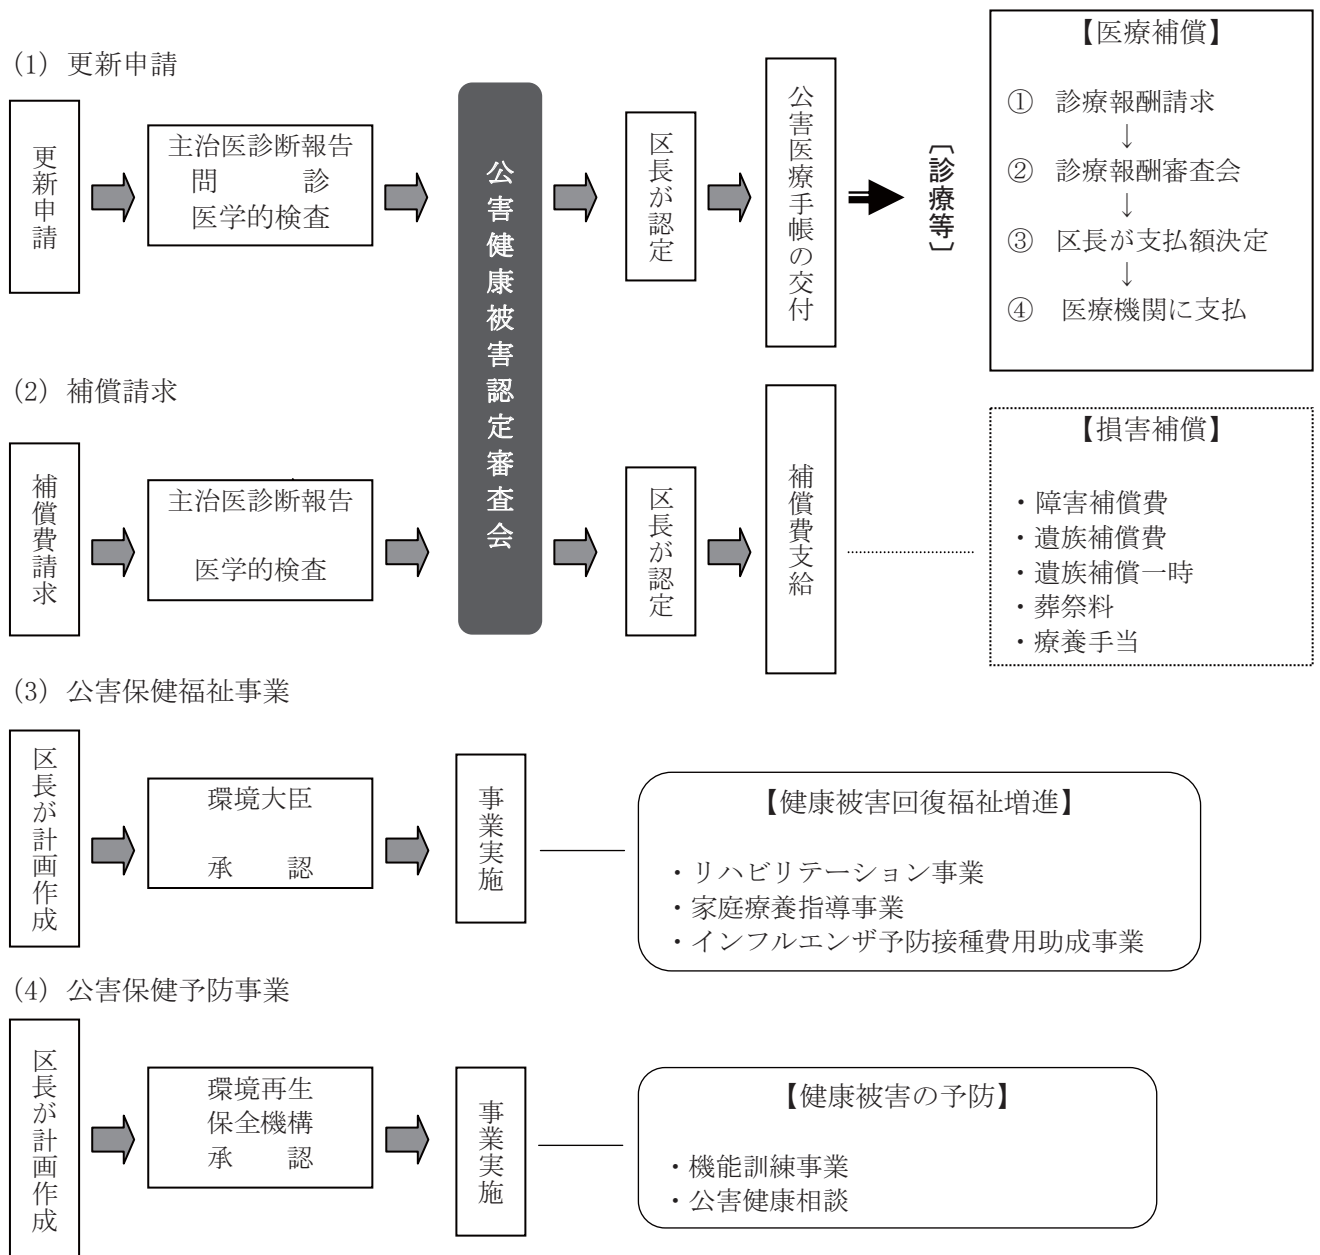 (1) 更新申請
更新申請
主治医診断報告
問　　　診
医学的検査
公害健康被害認定審査会
区長が認定
公害医療手帳の交付
〔診療等〕
【医療補償】
① 診療報酬請求
↓
② 診療報酬審査会
↓
③ 区長が支払額決定
↓
④ 医療機関に支払
(2) 補償請求
補償費請求
主治医診断報告
医学的検査
区長が認定
補償費支給
【損害補償】
・障害補償費
・遺族補償費
・遺族補償一時
・葬祭料
・療養手当
(3) 公害保健福祉事業
区長が計画作成
環境大臣
承　　認
事業実施
【健康被害回復福祉増進】
・リハビリテーション事業
・家庭療養指導事業
・インフルエンザ予防接種費用助成事業
(4) 公害保健予防事業
区長が計画作成
環境再生
保全機構
承　　認
事業実施
【健康被害の予防】
・機能訓練事業
・公害健康相談